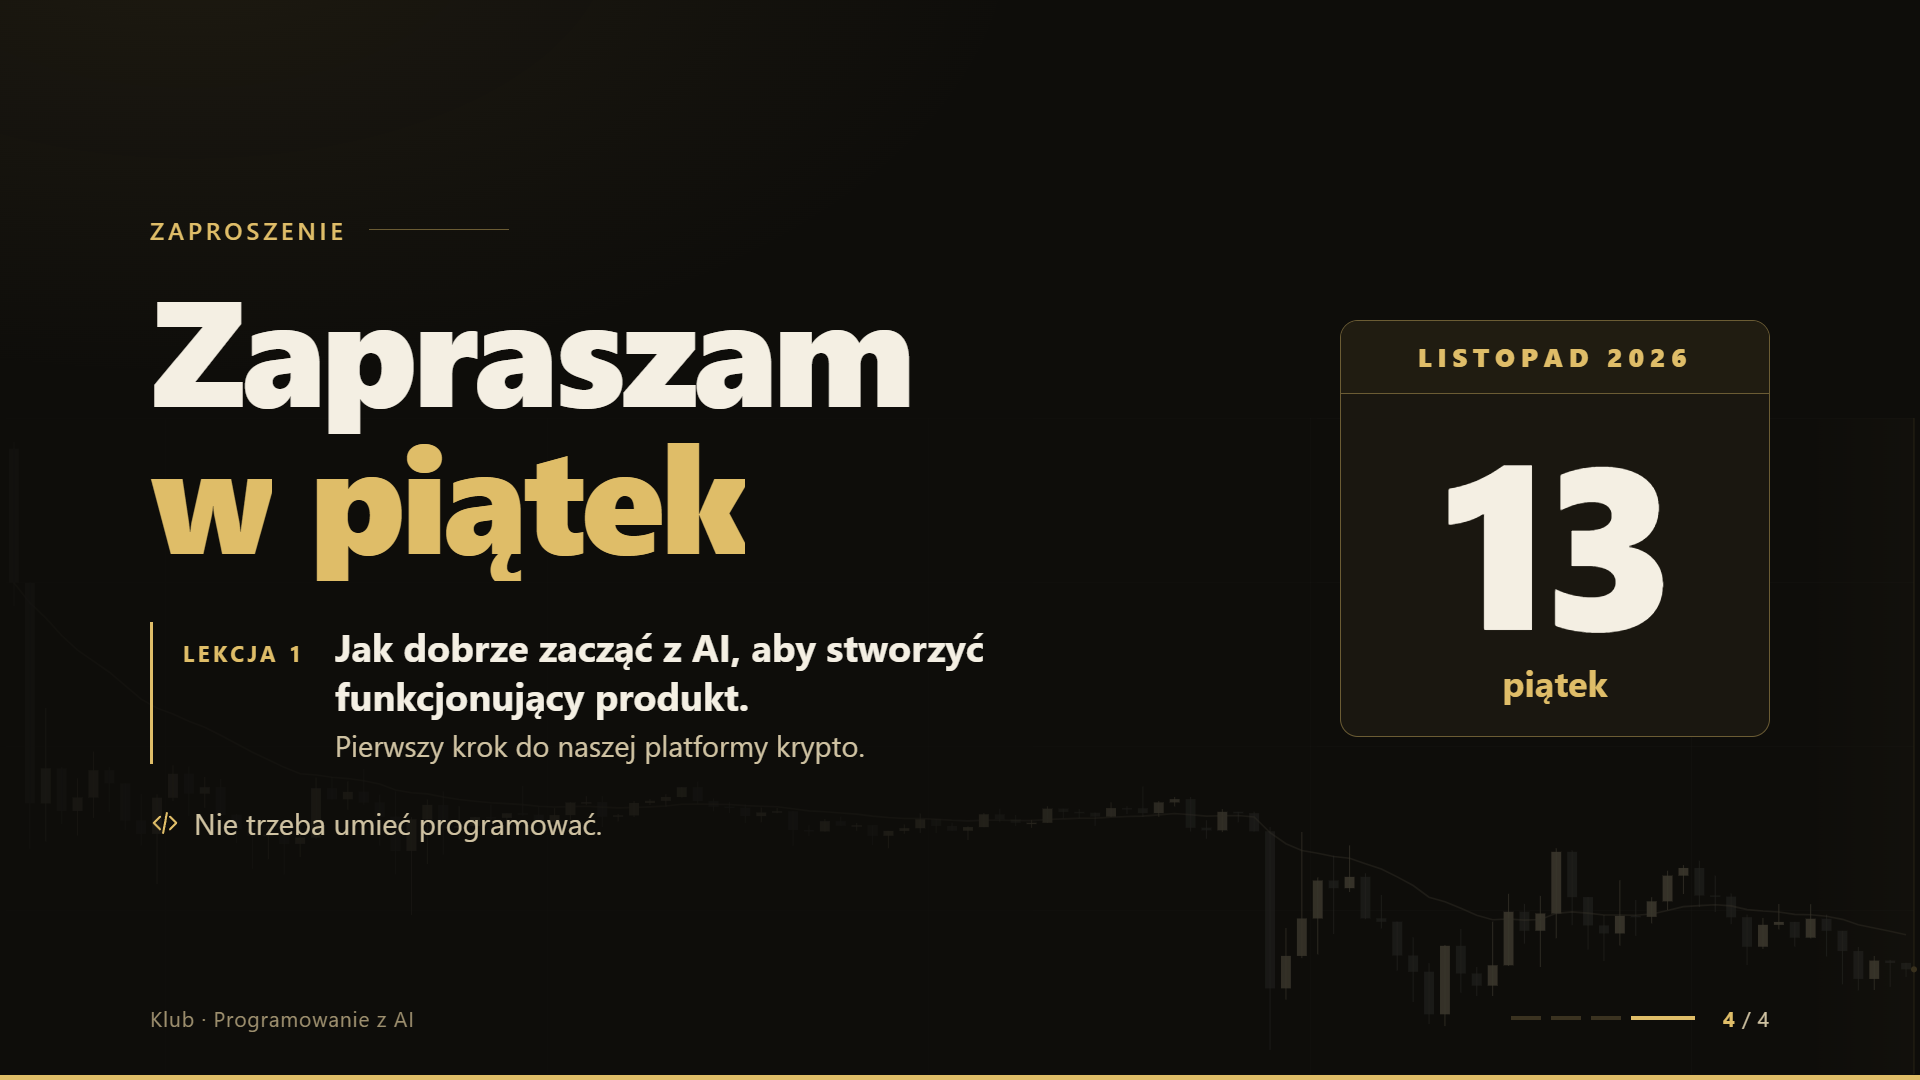 ZAPROSZENIE
Zapraszam
w piątek
LEKCJA 1
Jak dobrze zacząć z AI, aby stworzyć
funkcjonujący produkt.
Pierwszy krok do naszej platformy krypto.
</> Nie trzeba umieć programować.
LISTOPAD 2026
13
piątek
Klub · Programowanie z AI
4 / 4